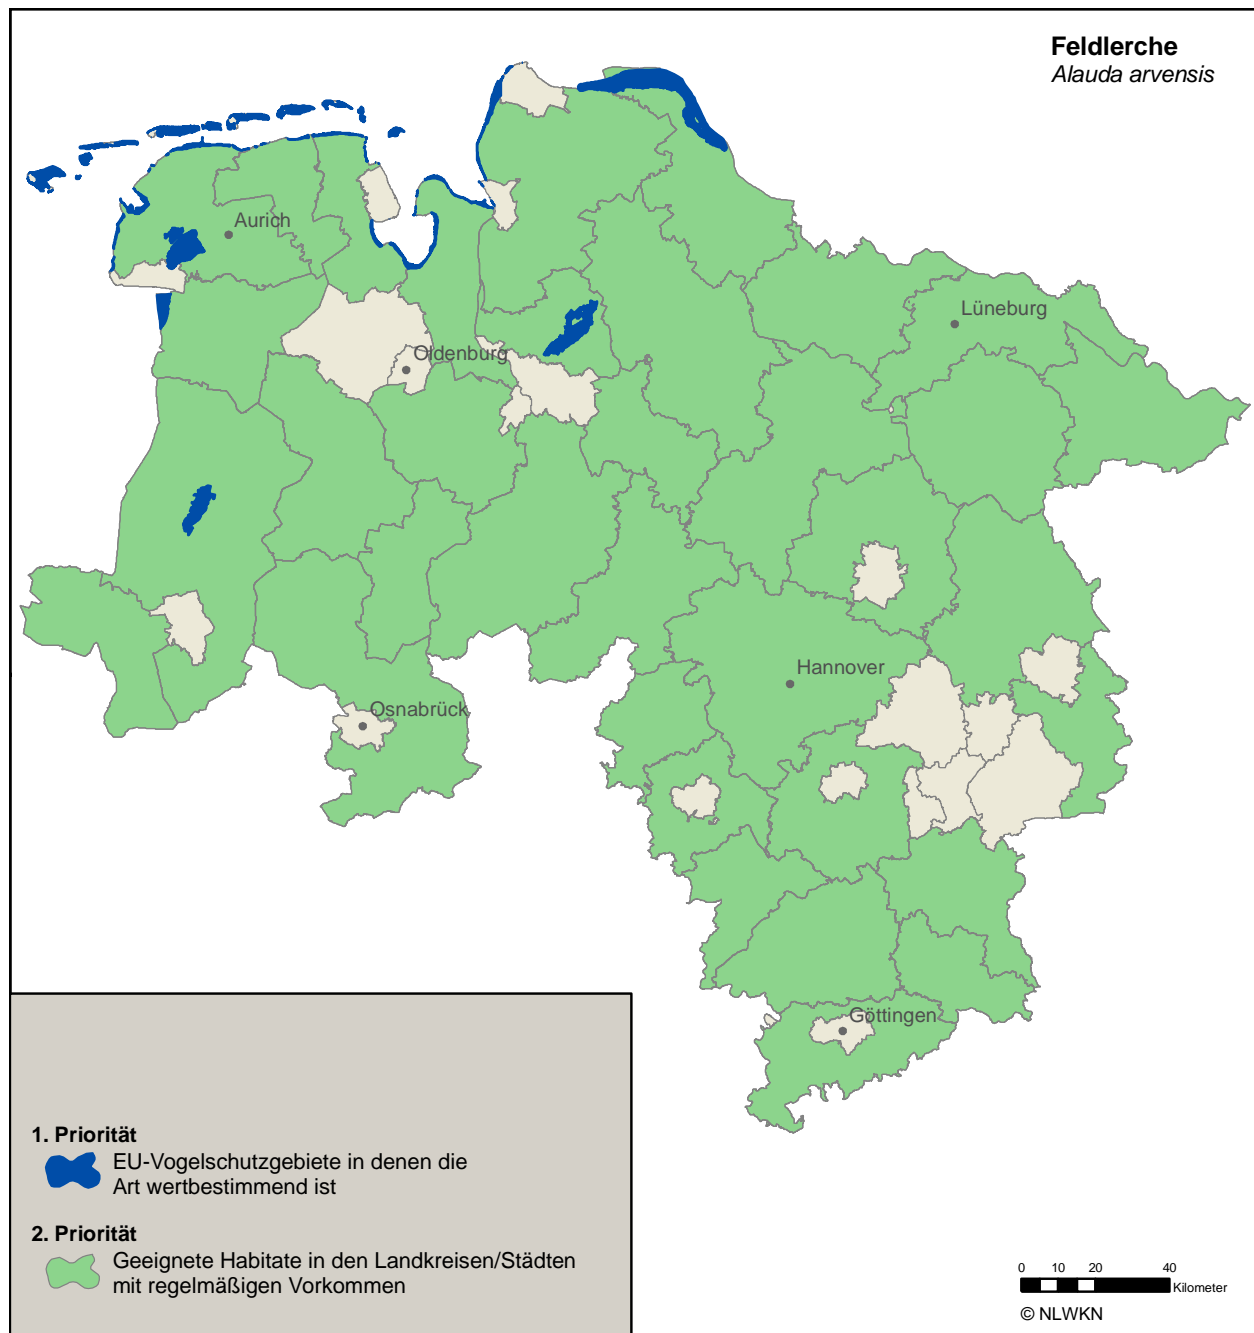 Feldlerche
Alauda arvensis
Aurich
Lüneburg
Oldenburg
Hannover
Osnabrück
Göttingen
1. Priorität
EU-Vogelschutzgebiete in denen die
Art wertbestimmend ist
2. Priorität
Geeignete Habitate in den Landkreisen/Städten
mit regelmäßigen Vorkommen
0 10 20 40
Kilometer
© NLWKN